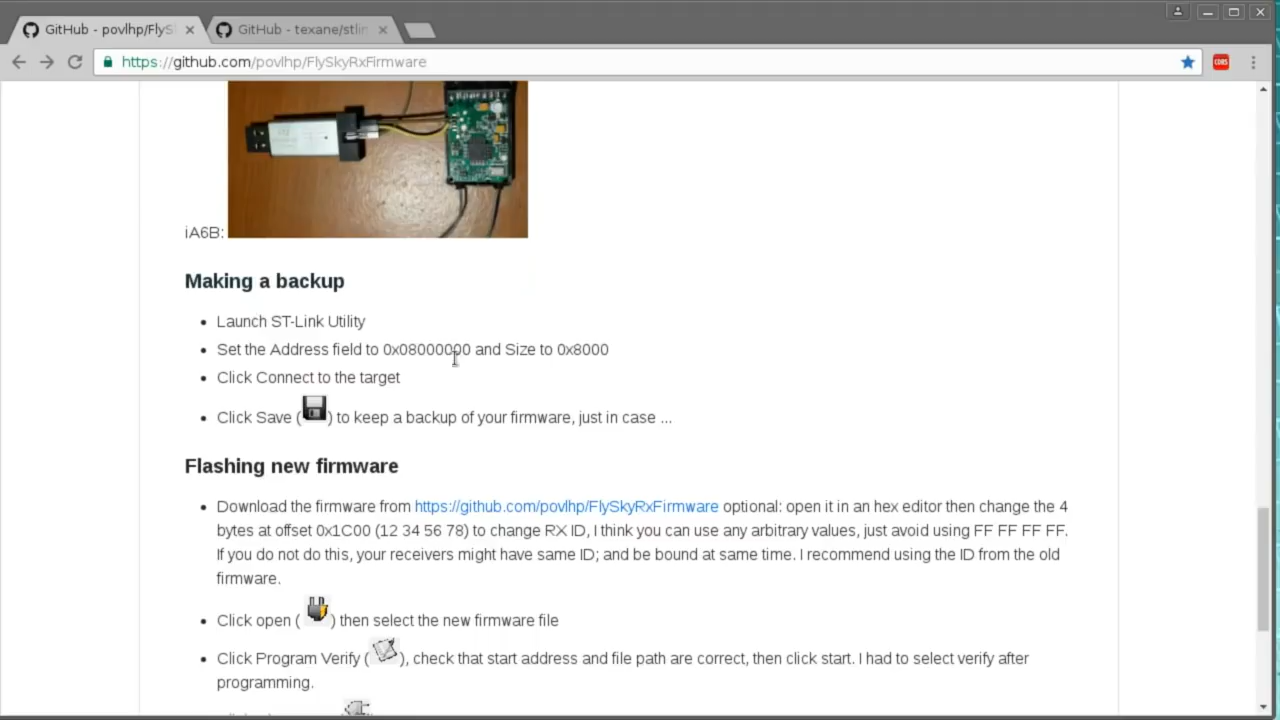 GitHub - povlhp/FlyS
GitHub - texane/stlin
https://github.com/povlhp/FlySkyRxFirmware
CORS
iA6B:
Making a backup
Launch ST-Link Utility
Set the Address field to 0x08000000 and Size to 0x8000
Click Connect to the target
Click Save ( ) to keep a backup of your firmware, just in case ...
Flashing new firmware
Download the firmware from https://github.com/povlhp/FlySkyRxFirmware optional: open it in an hex editor then change the 4
bytes at offset 0x1C00 (12 34 56 78) to change RX ID, I think you can use any arbitrary values, just avoid using FF FF FF FF.
If you do not do this, your receivers might have same ID; and be bound at same time. I recommend using the ID from the old
firmware.
Click open ( ) then select the new firmware file
Click Program Verify ( ), check that start address and file path are correct, then click start. I had to select verify after
programming.